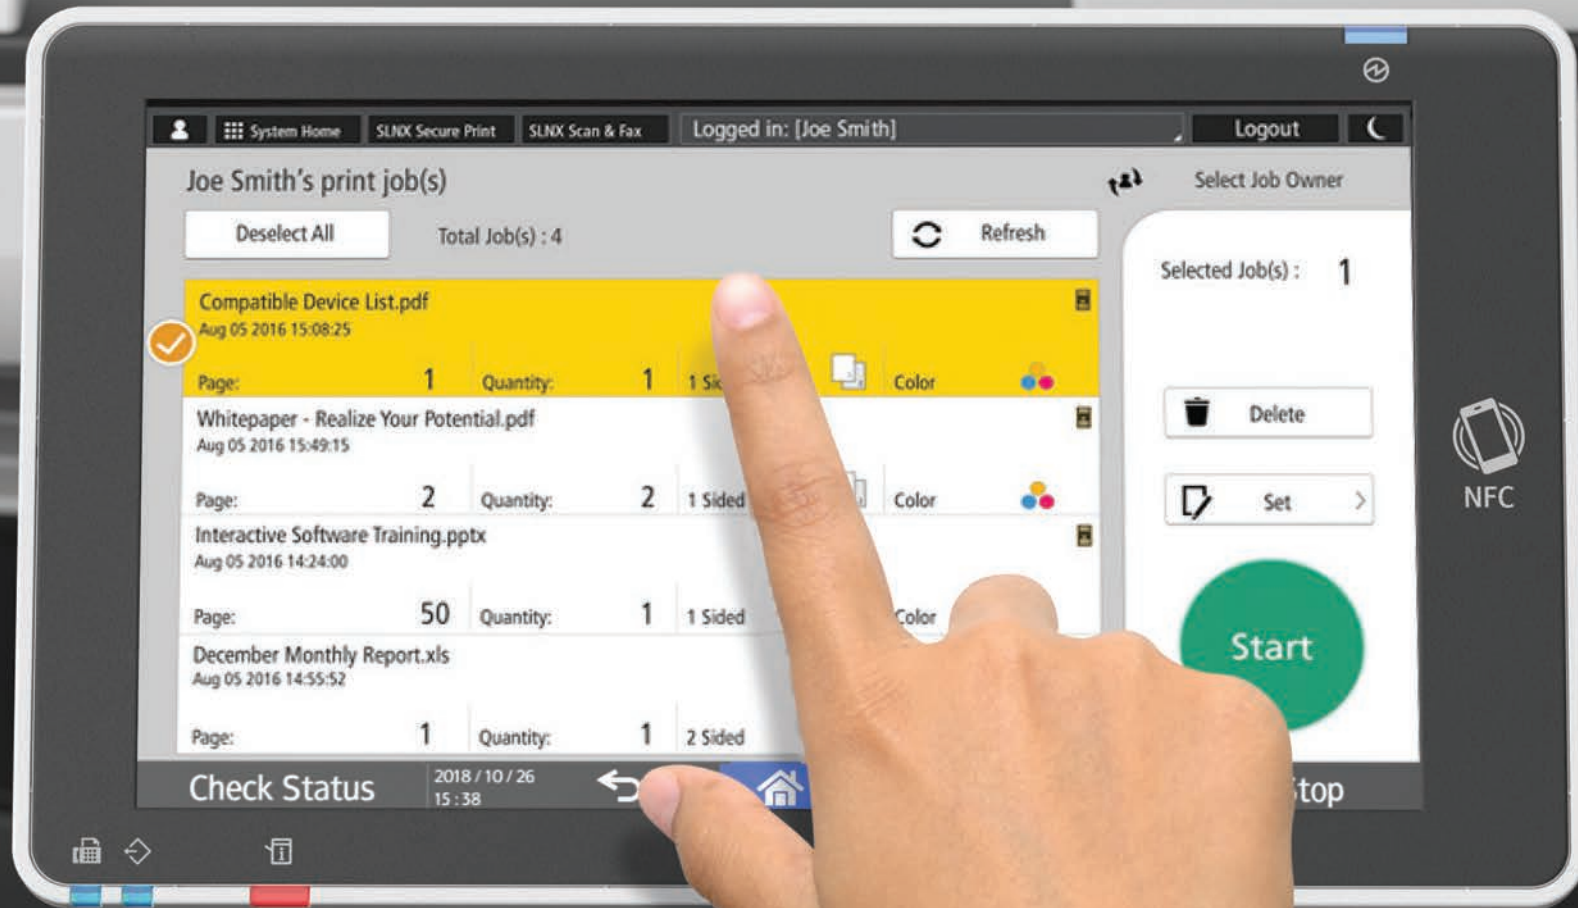 System Home
SLNX Secure Print
SLNX Scan & Fax
Logged in: [Joe Smith]
Logout
Joe Smith's print job(s)
Select Job Owner
Deselect All
Total Job(s) : 4
Refresh
Selected Job(s) : 1
Compatible Device List.pdf
Aug 05 2016 15:08:25
Page: 1 Quantity: 1 1 Sic Color
Whitepaper - Realize Your Potential.pdf
Aug 05 2016 15:49:15
Page: 2 Quantity: 2 1 Sided Color
Interactive Software Training.pptx
Aug 05 2016 14:24:00
Page: 50 Quantity: 1 1 Sided Color
December Monthly Report.xls
Aug 05 2016 14:55:52
Page: 1 Quantity: 1 2 Sided
Delete
Set
Start
NFC
Check Status
2018 / 10 / 26
15 : 38
top